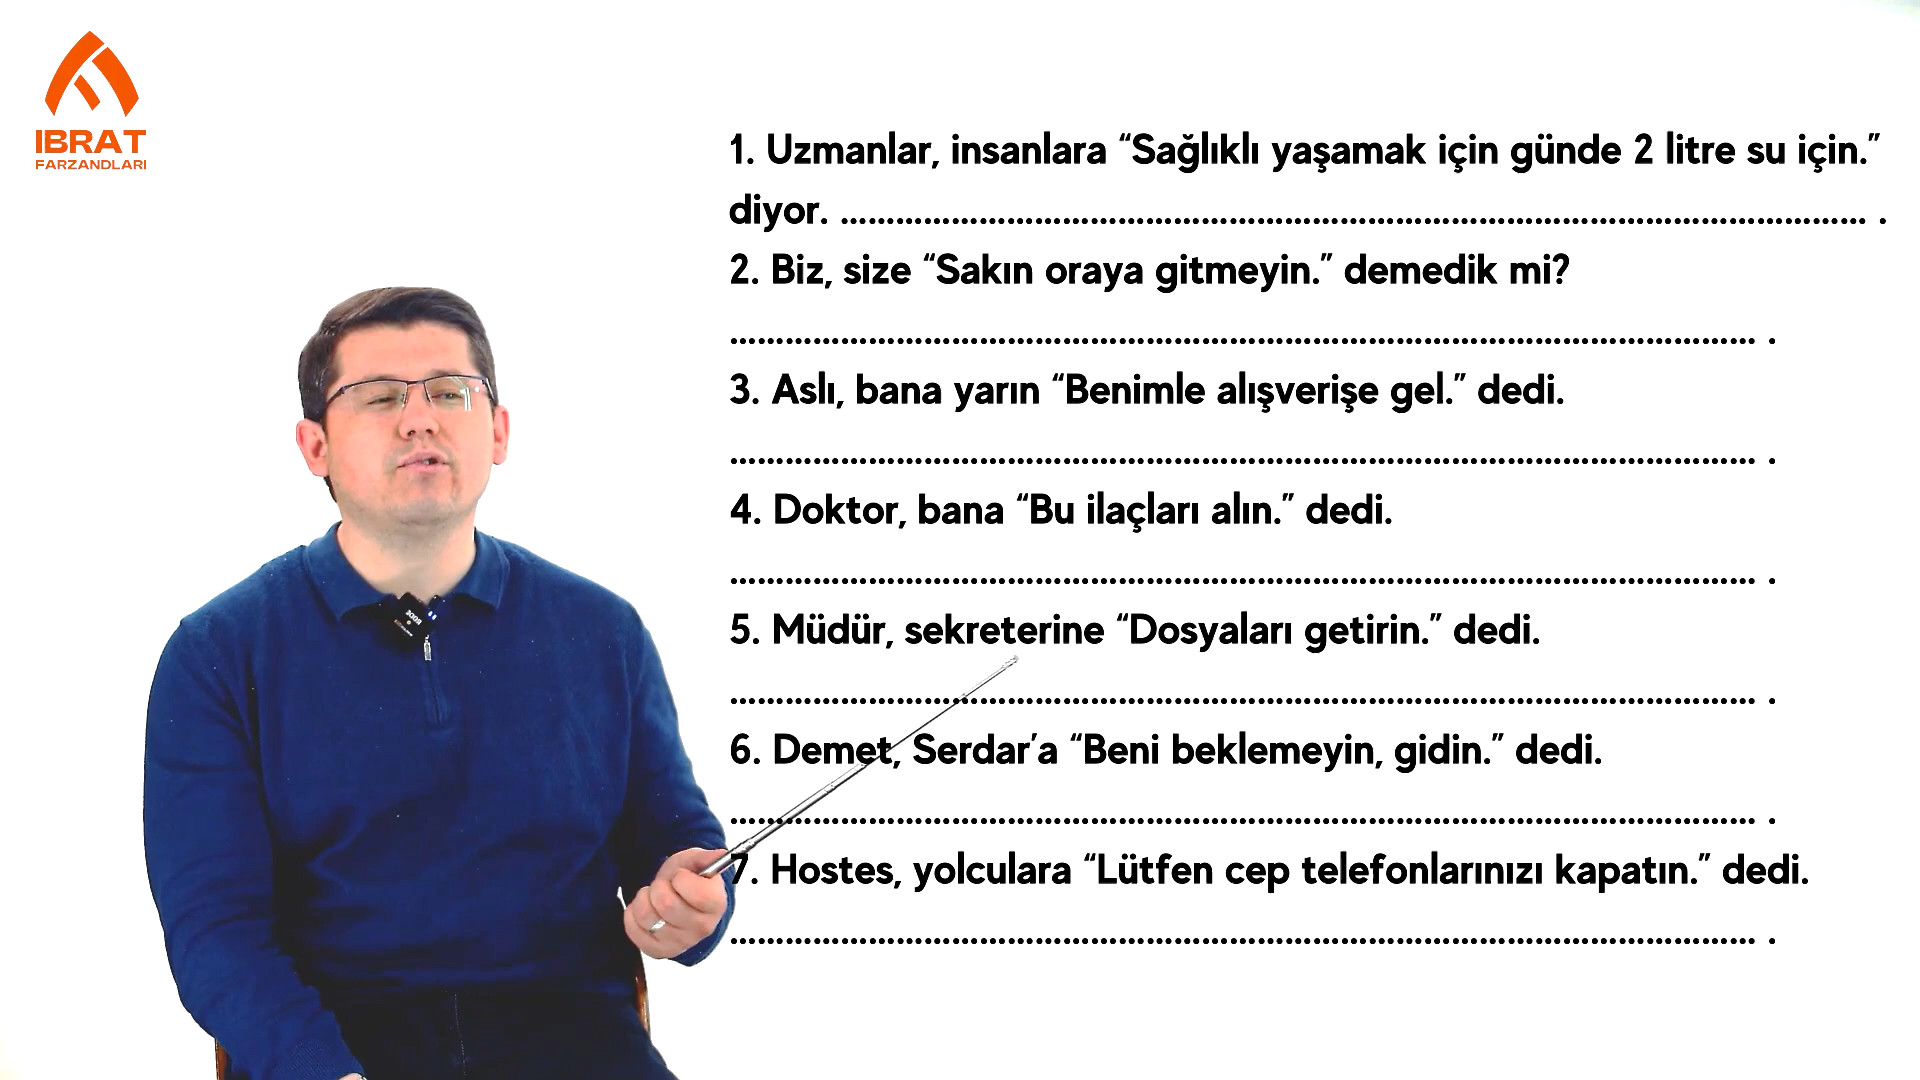 IBRAT
FARZANDLARI
1. Uzmanlar, insanlara “Sağlıklı yaşamak için günde 2 litre su için.”
diyor. ........................................................................................................ .
2. Biz, size “Sakın oraya gitmeyin.” demedik mi?
........................................................................................................ .
3. Aslı, bana yarın “Benimle alışverişe gel.” dedi.
........................................................................................................ .
4. Doktor, bana “Bu ilaçları alın.” dedi.
........................................................................................................ .
5. Müdür, sekreterine “Dosyaları getirin.” dedi.
........................................................................................................ .
6. Demet, Serdar’a “Beni beklemeyin, gidin.” dedi.
........................................................................................................ .
7. Hostes, yolculara “Lütfen cep telefonlarınızı kapatın.” dedi.
........................................................................................................ .